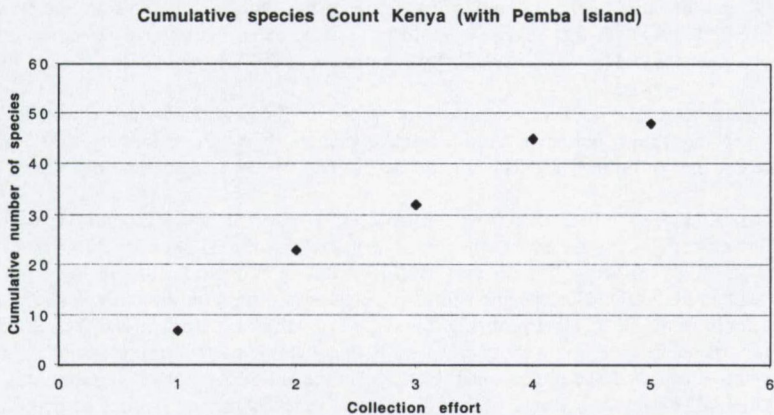 Cumulative species Count Kenya (with Pemba Island)
60
50
40
30
20
10
0
Cumulative number of species
0 1 2 3 4 5 6
Collection effort